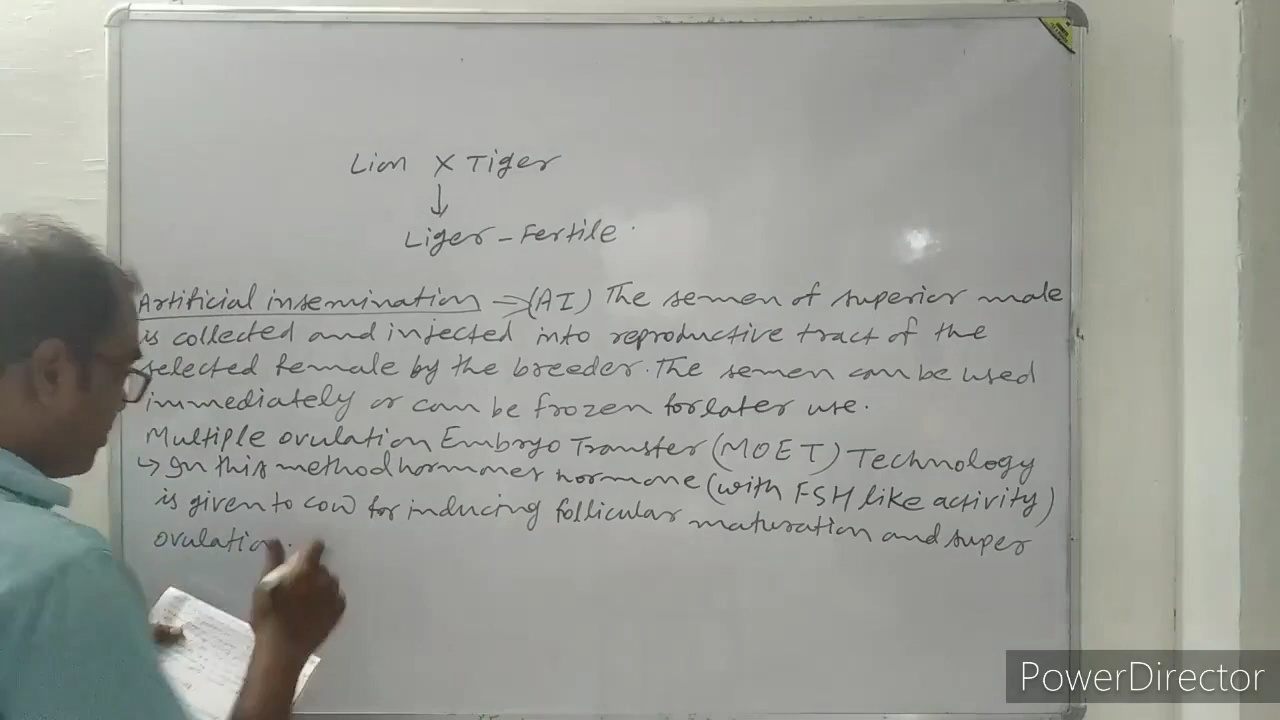 Lion X Tiger
↓
Liger - Fertile.
Artificial insemination → (AI) The semen of superior male
is collected and injected into reproductive tract of the
selected female by the breeder. The semen can be used
immediately or can be frozen for later use.
Multiple ovulation Embryo Transfer (MOET) Technology
↳ In this method hormones hormone (with FSH like activity)
is given to cow for inducing follicular maturation and super
ovulation.
PowerDirector